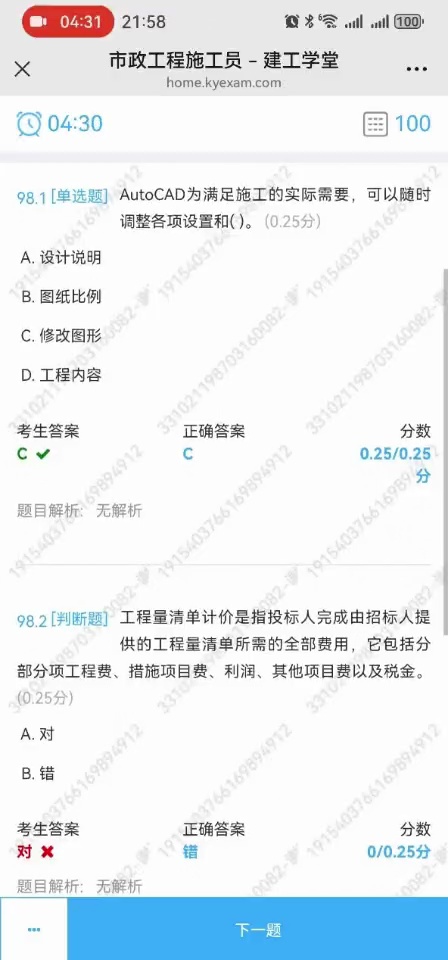 04:31 21:58 100
市政工程施工员 – 建工学堂
home.kyexam.com
04:30 100
98.1 [单选题] AutoCAD为满足施工的实际需要，可以随时
调整各项设置和( )。(0.25分)
A. 设计说明
B. 图纸比例
C. 修改图形
D. 工程内容
考生答案 正确答案 分数
C C 0.25/0.25
分
题目解析: 无解析
98.2 [判断题] 工程量清单计价是指投标人完成由招标人提
供的工程量清单所需的全部费用，它包括分
部分项工程费、措施项目费、利润、其他项目费以及税金。
(0.25分)
A. 对
B. 错
考生答案 正确答案 分数
对 错 0/0.25分
题目解析: 无解析
下一题